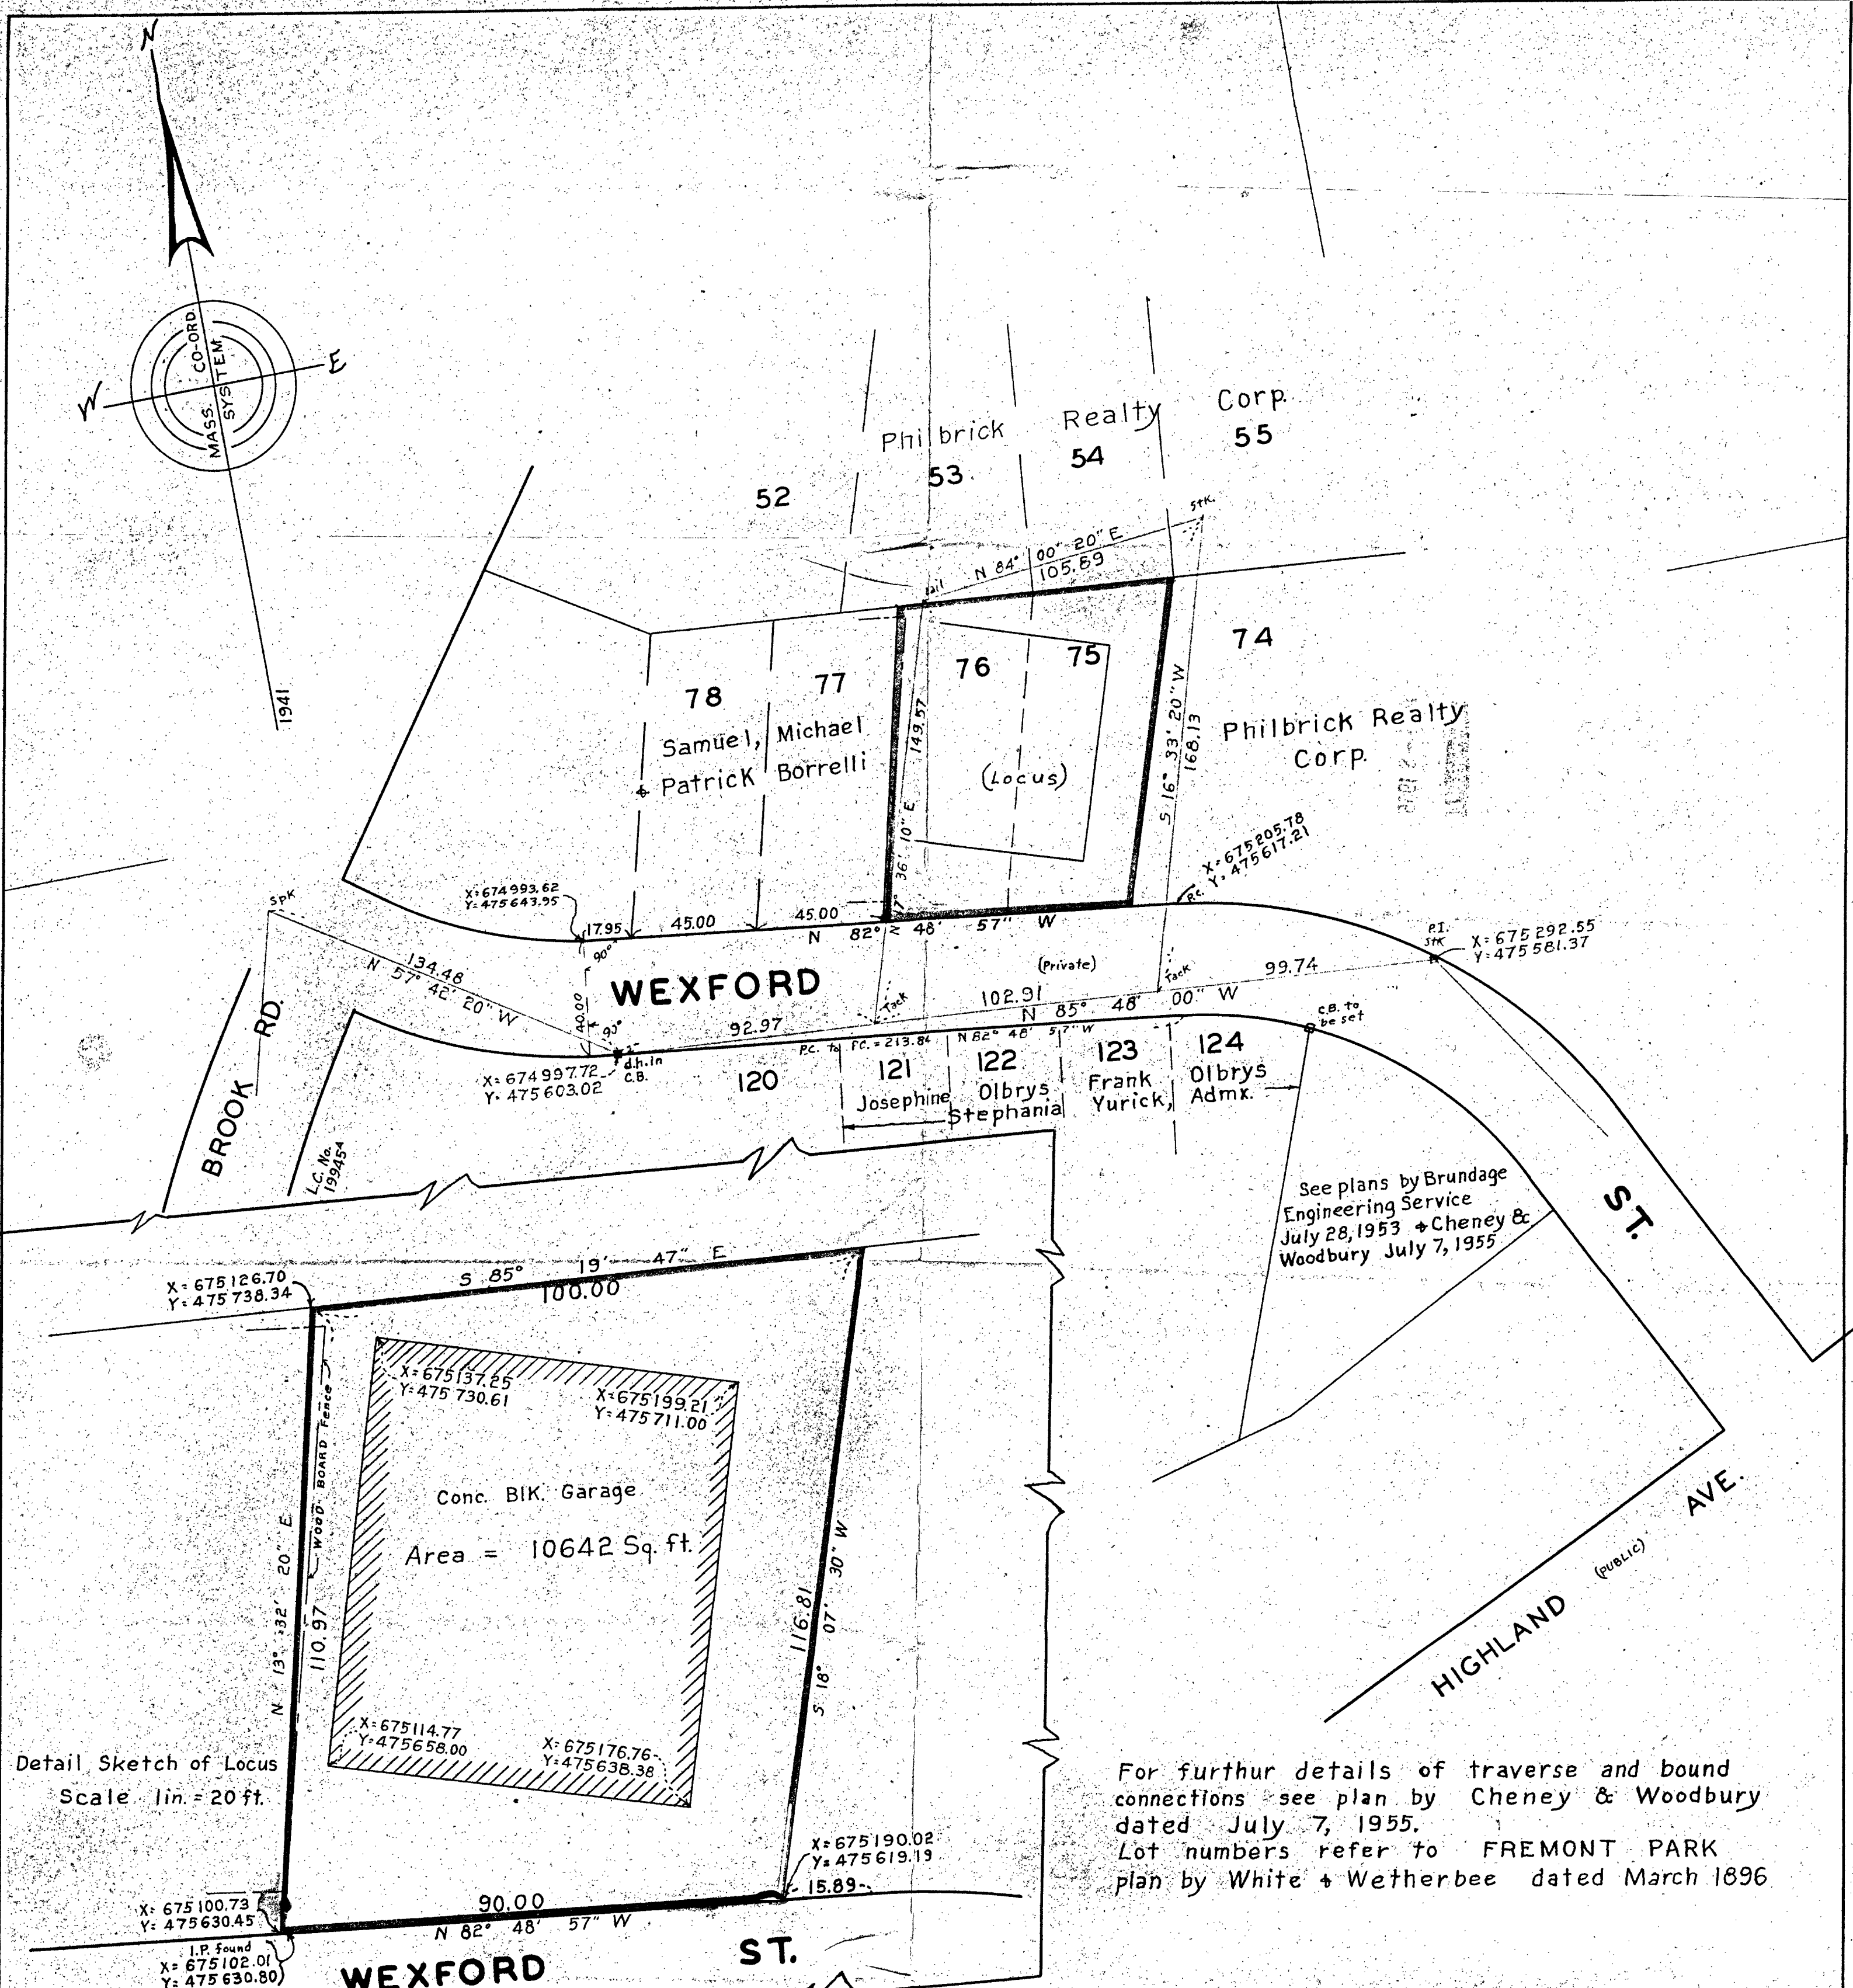 N
MASS. CO-ORD.
SYSTEM
W
E
1941
Philbrick Realty Corp.
52
53
54
55
Stk.
N 84° 00' 20" E
105.89
74
76
75
78
77
Samuel, Michael
& Patrick Borrelli
149.57
36' 10" E
(Locus)
S 16° 33' 20" W
168.13
Philbrick Realty
Corp.
X=675205.78
Y=475617.21
P.C.
X=674993.62
Y=475643.95
SPK
17.95
45.00
45.00
N 82° 48' 57" W
90°
134.48
N 57° 42' 20" W
WEXFORD
(Private)
Tack
Tack
99.74
P.I.
Stk
X=675292.55
Y=475581.37
40.00
90°
92.97
102.91
N 85° 48' 00" W
C.B. to
be set
P.C. to P.C. = 213.84
N 82° 48' 57" W
d.h.in
C.B.
X=674997.72
Y=475603.02
120
121
122
123
124
Josephine Olbrys
Stephania
Frank
Yurick,
Olbrys
Admx.
BROOK RD.
L.C. No.
19945A
See plans by Brundage
Engineering Service
July 28, 1953 & Cheney &
Woodbury July 7, 1955
ST.
S 85° 19' 47" E
100.00
X=675126.70
Y=475738.34
X=675137.25
Y=475730.61
X=675199.21
Y=475711.00
WOOD BOARD Fence
Conc. Blk. Garage
Area = 10642 Sq. ft.
N 13° 32' 20" E
110.97
116.81
S 18° 07' 30" W
X=675114.77
Y=475658.00
X=675176.76
Y=475638.38
Detail Sketch of Locus
Scale 1in. = 20 ft.
X=675190.02
Y=475619.19
15.89
90.00
N 82° 48' 57" W
X=675100.73
Y=475630.45
I.P. found
X=675102.01
Y=475630.80)
WEXFORD ST.
HIGHLAND AVE.
(PUBLIC)
For furthur details of traverse and bound
connections see plan by Cheney & Woodbury
dated July 7, 1955.
Lot numbers refer to FREMONT PARK
plan by White & Wetherbee dated March 1896